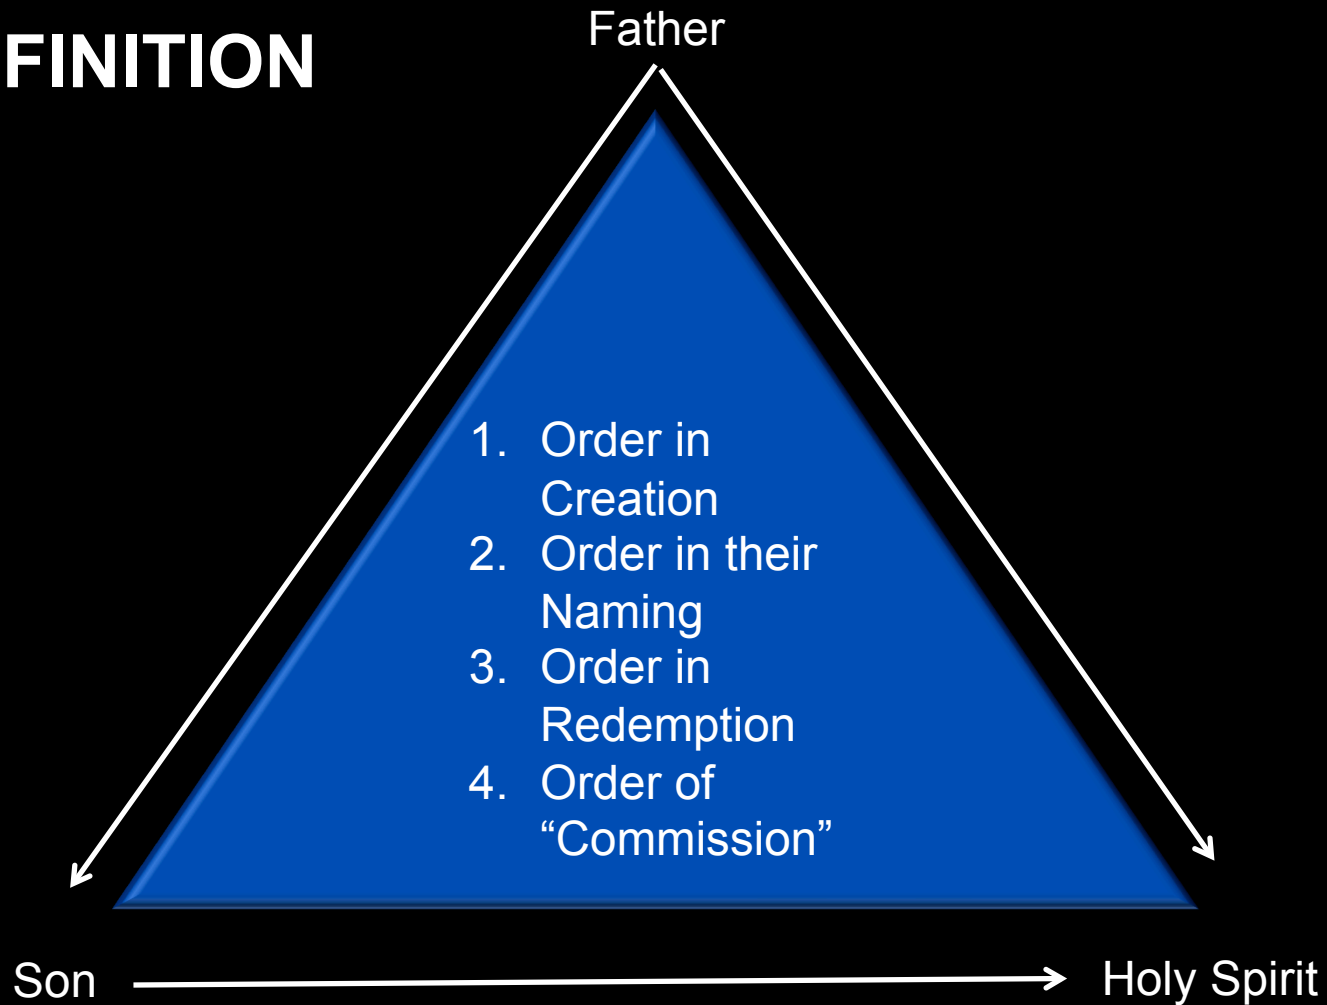 FINITION
Father
1. Order in
Creation
2. Order in their
Naming
3. Order in
Redemption
4. Order of
“Commission”
Son
Holy Spirit